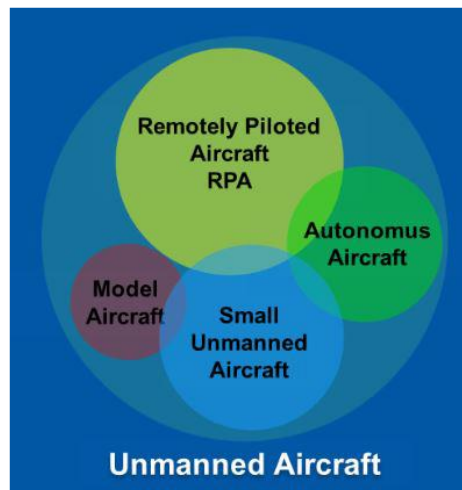 Remotely Piloted
Aircraft
RPA
Autonomus
Aircraft
Model
Aircraft
Small
Unmanned
Aircraft
Unmanned Aircraft